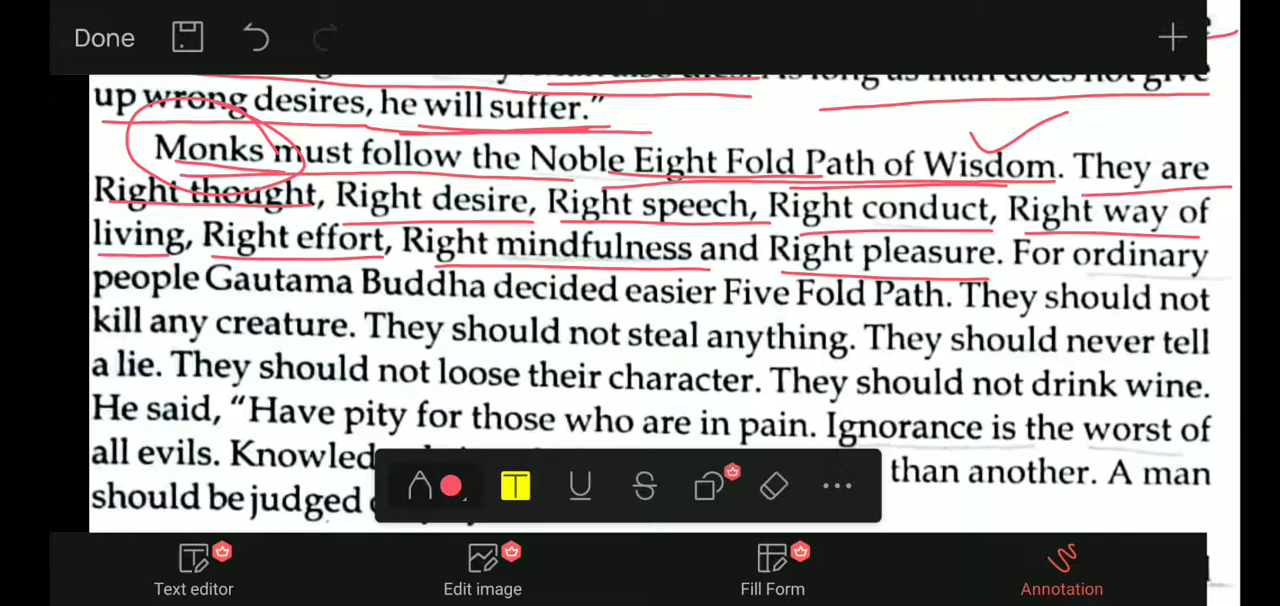 Done
up wrong desires, he will suffer."
Monks must follow the Noble Eight Fold Path of Wisdom. They are
Right thought, Right desire, Right speech, Right conduct, Right way of
living, Right effort, Right mindfulness and Right pleasure. For ordinary
people Gautama Buddha decided easier Five Fold Path. They should not
kill any creature. They should not steal anything. They should never tell
a lie. They should not loose their character. They should not drink wine.
He said, "Have pity for those who are in pain. Ignorance is the worst of
all evils. than another. A man
should be judged
Text editor Edit image Fill Form Annotation